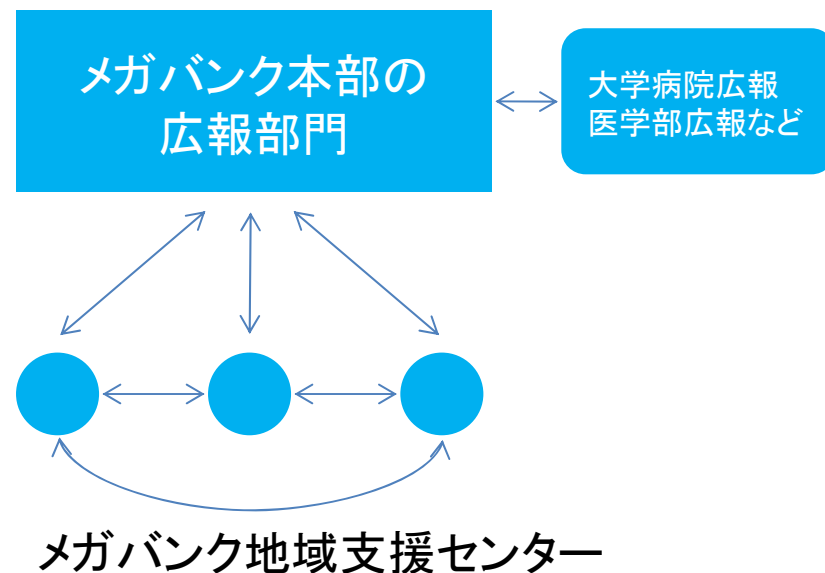 メガバンク本部の
広報部門
大学病院広報
医学部広報など
メガバンク地域支援センター